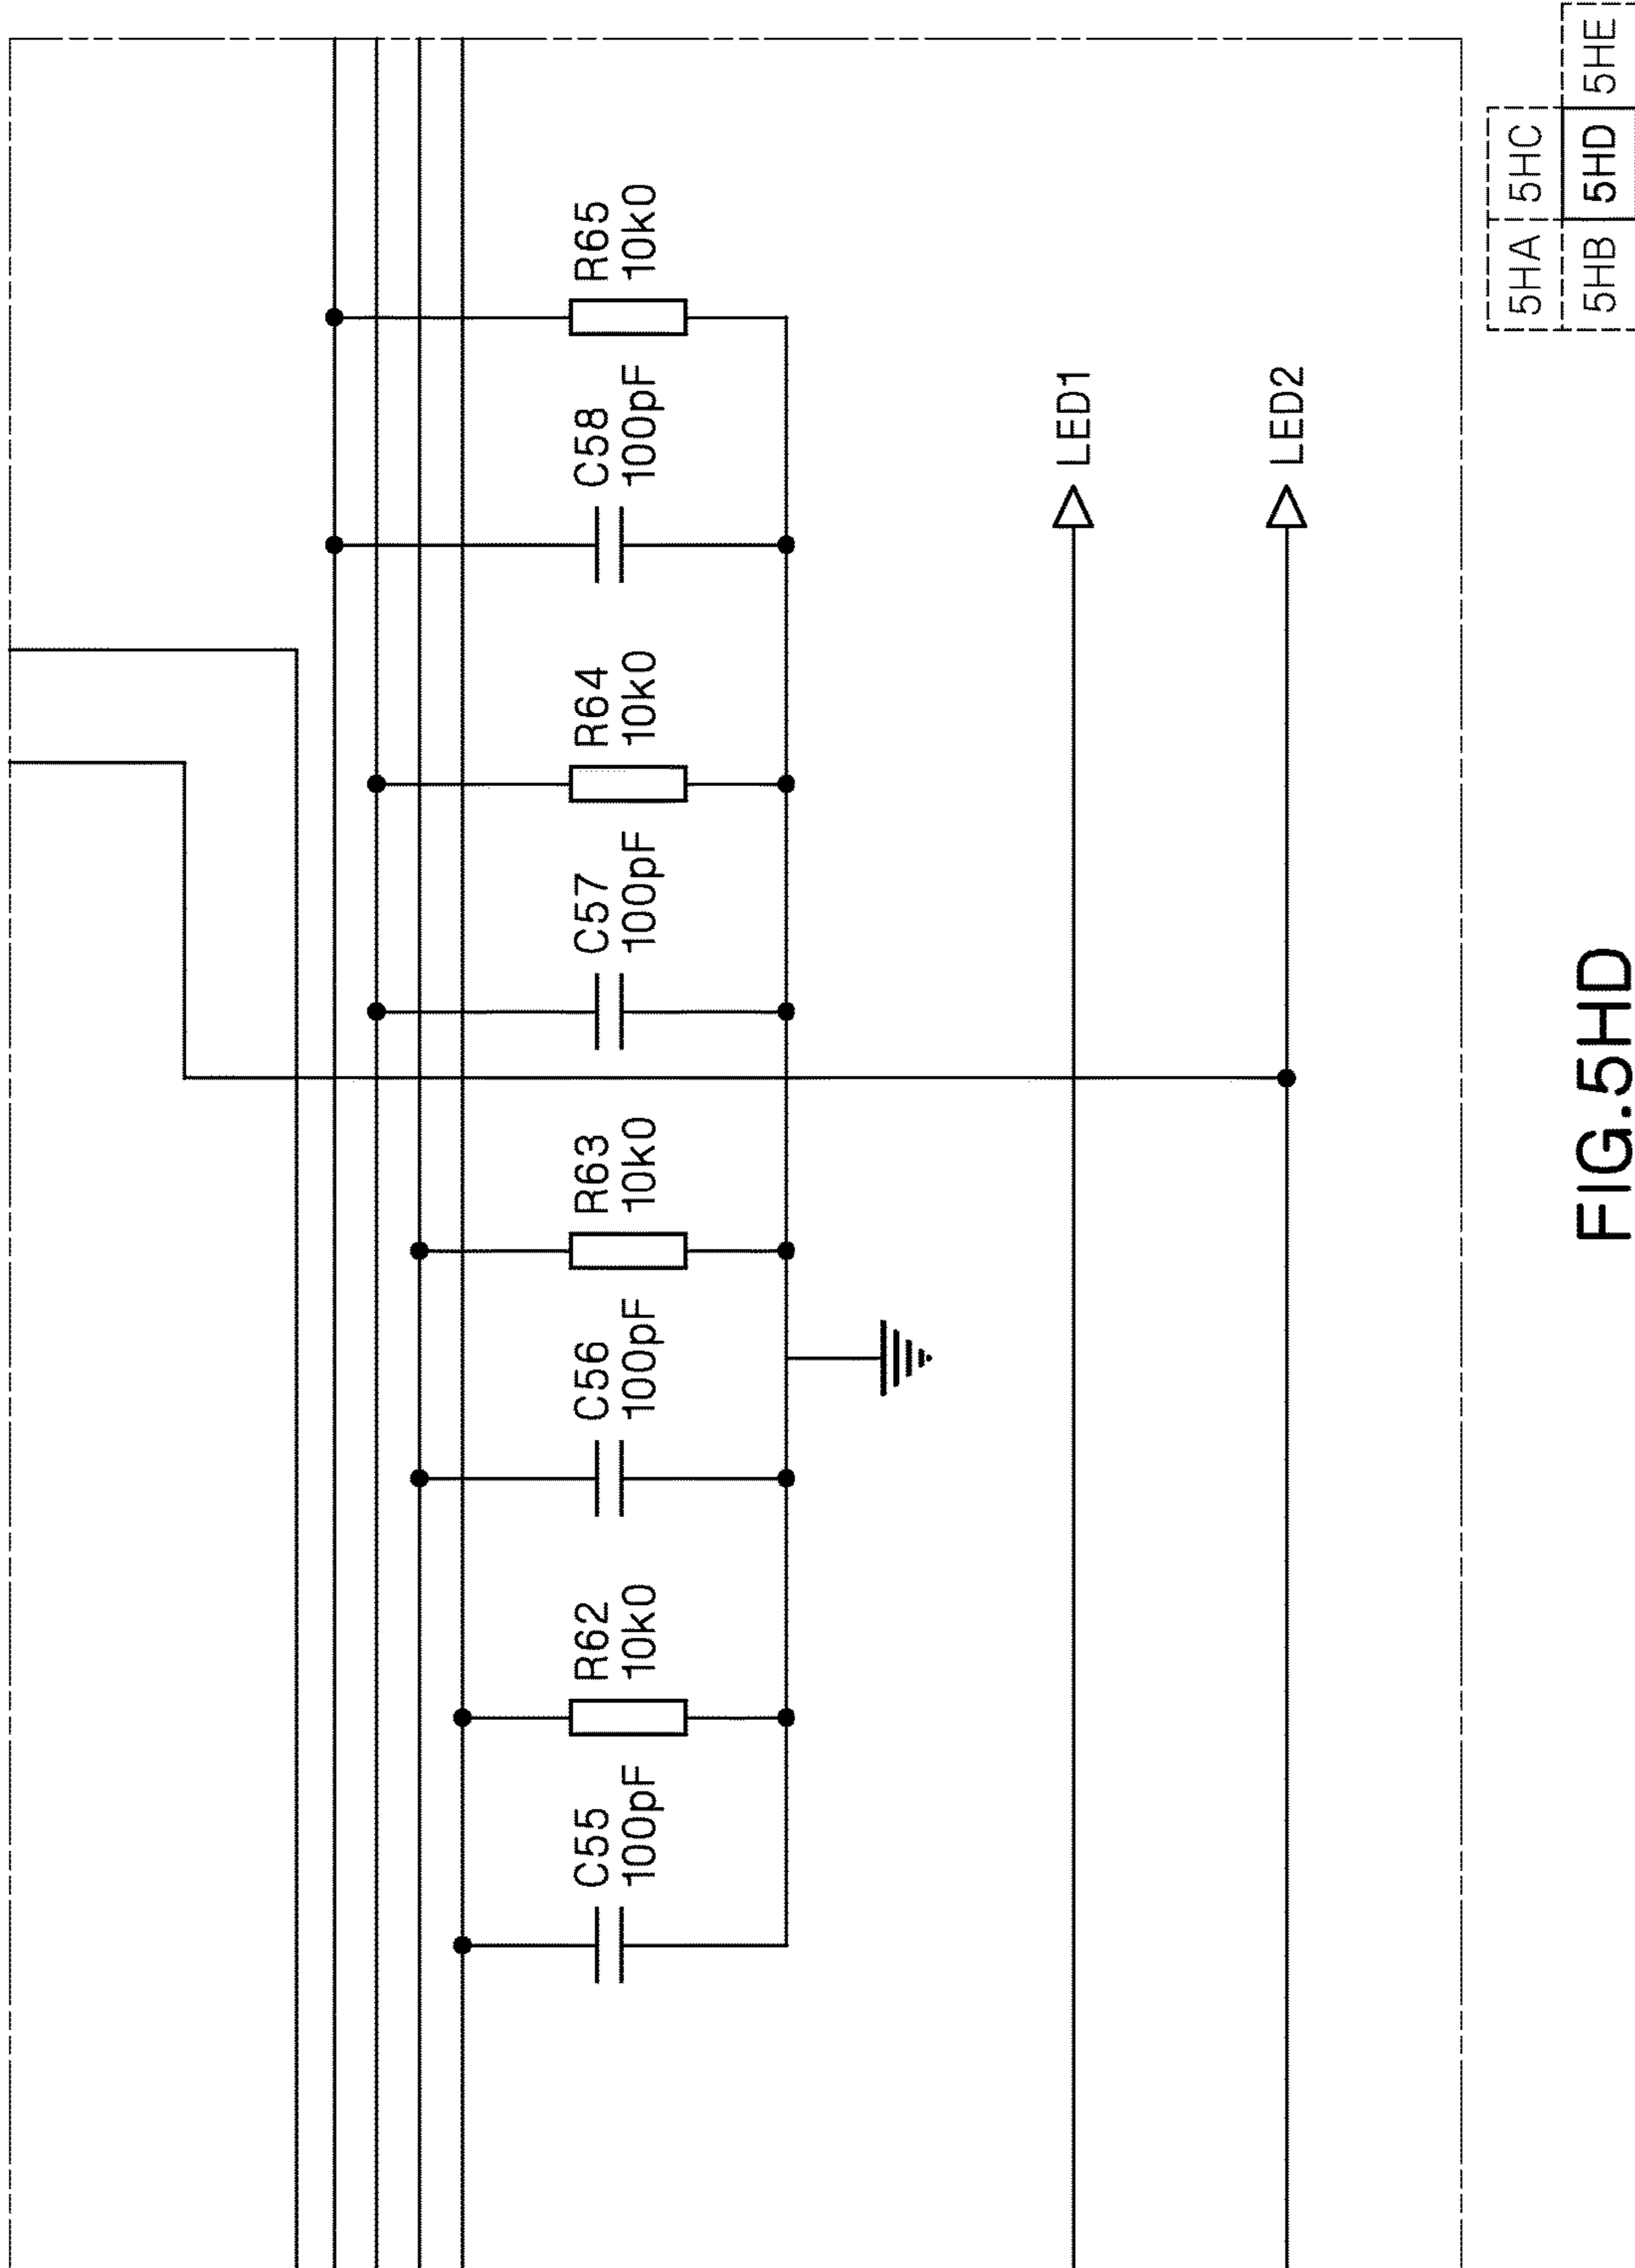 C55
100pF
R62
10k0
C56
100pF
R63
10k0
C57
100pF
R64
10k0
C58
100pF
R65
10k0
LED1
LED2
5HA 5HC
5HB 5HD 5HE
FIG.5HD